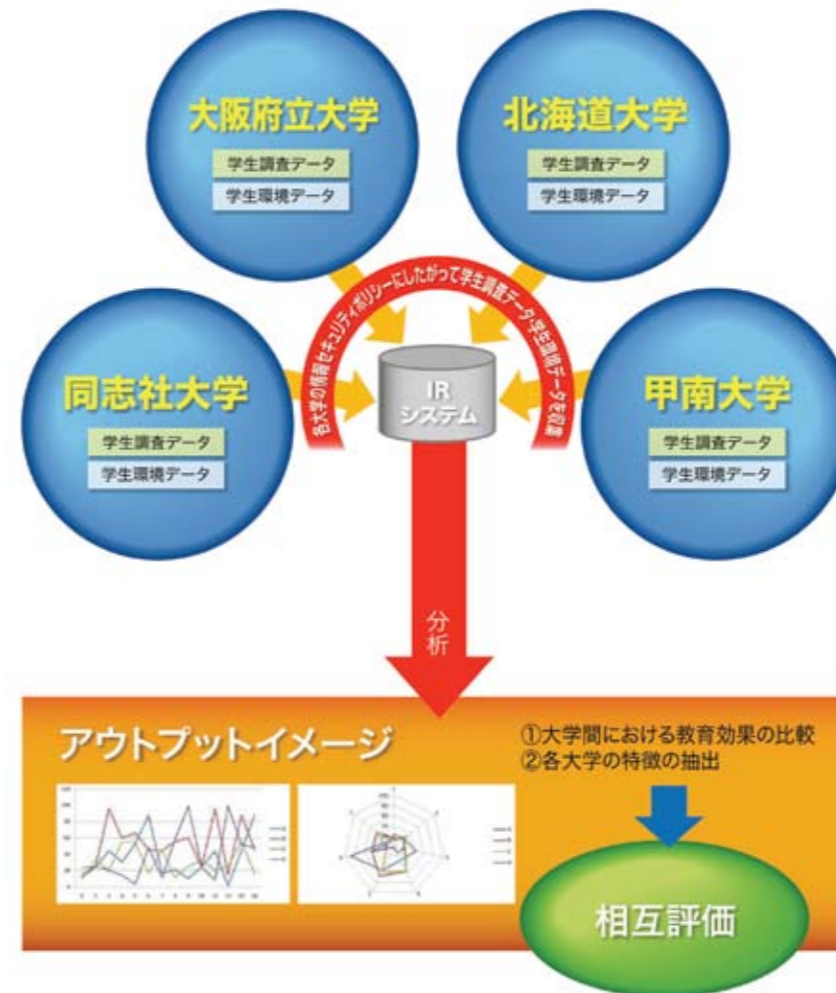 大阪府立大学
学生調査データ
学生環境データ
北海道大学
学生調査データ
学生環境データ
同志社大学
学生調査データ
学生環境データ
甲南大学
学生調査データ
学生環境データ
各大学の情報セキュリティポリシーにしたがって学生調査データ・学生環境データを収集
IR
システム
分析
アウトプットイメージ
①大学間における教育効果の比較
②各大学の特徴の抽出
相互評価